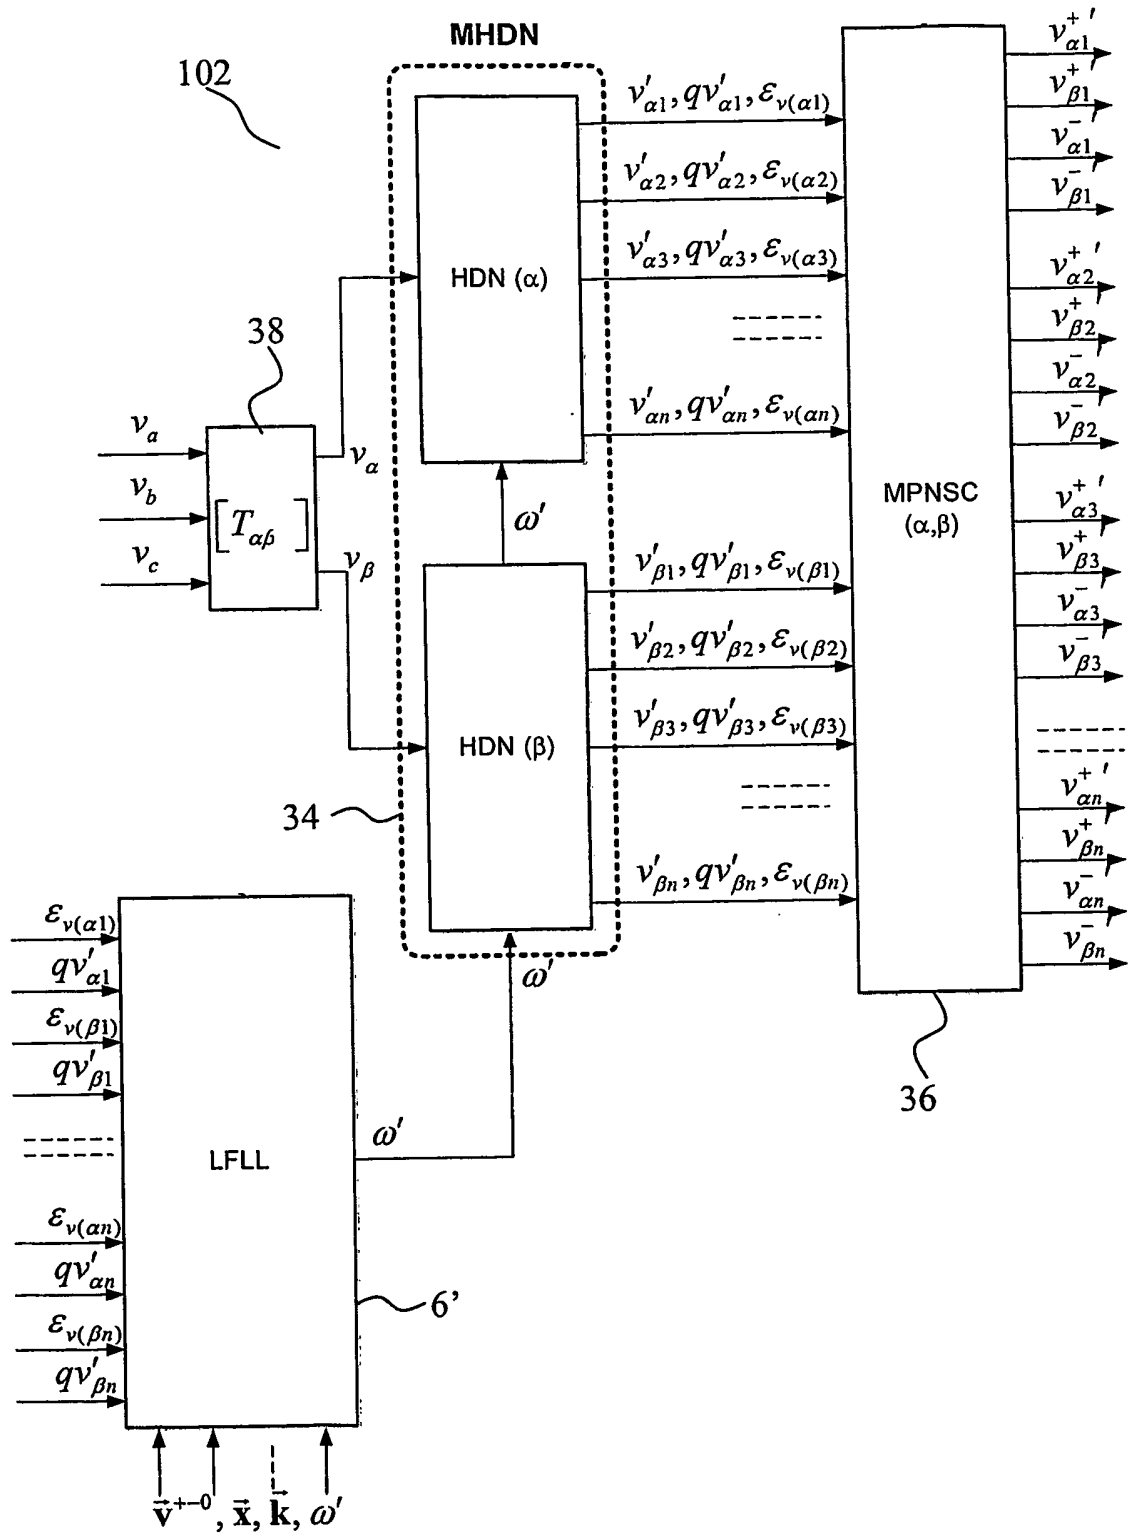 MHDN
102
HDN (α)
v′α1, qv′α1, εv(α1)
v′α2, qv′α2, εv(α2)
v′α3, qv′α3, εv(α3)
v′αn, qv′αn, εv(αn)
38
va
vb
vc
[Tαβ]
vα
vβ
ω′
HDN (β)
v′β1, qv′β1, εv(β1)
v′β2, qv′β2, εv(β2)
v′β3, qv′β3, εv(β3)
v′βn, qv′βn, εv(βn)
34
ω′
MPNSC
(α,β)
36
v+α1′
v+β1
v−α1
v−β1
v+α2′
v+β2
v−α2
v−β2
v+α3′
v+β3
v−α3
v−β3
v+αn′
v+βn
v−αn
v−βn
εv(α1)
qv′α1
εv(β1)
qv′β1
εv(αn)
qv′αn
εv(βn)
qv′βn
LFLL
ω′
6’
v⃗+−0, x⃗, k⃗, ω′